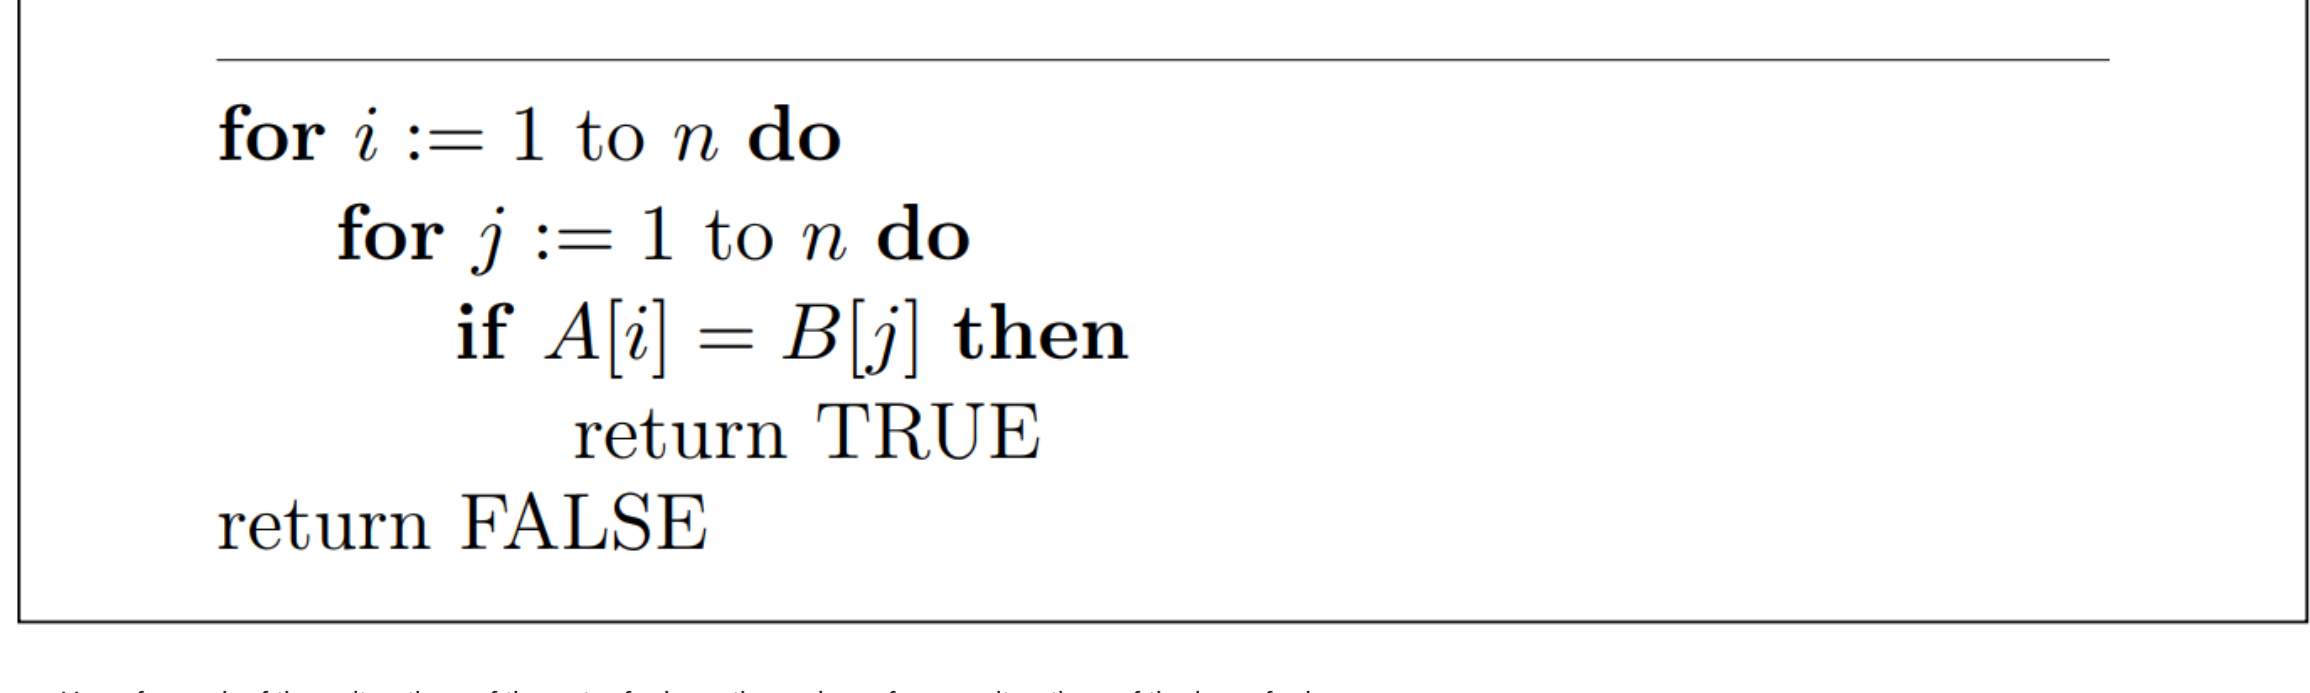 for i := 1 to n do
for j := 1 to n do
if A[i] = B[j] then
return TRUE
return FALSE